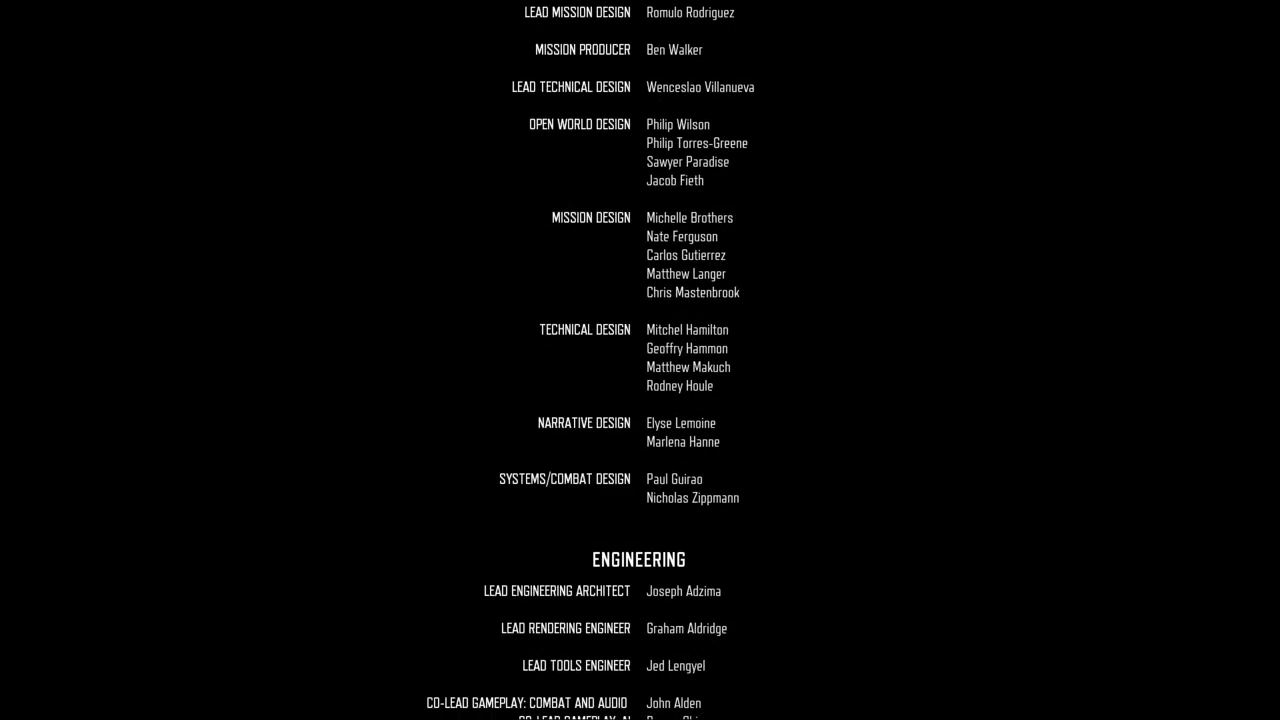 LEAD MISSION DESIGN Romulo Rodriguez
MISSION PRODUCER Ben Walker
LEAD TECHNICAL DESIGN Wenceslao Villanueva
OPEN WORLD DESIGN Philip Wilson
Philip Torres-Greene
Sawyer Paradise
Jacob Fieth
MISSION DESIGN Michelle Brothers
Nate Ferguson
Carlos Gutierrez
Matthew Langer
Chris Mastenbrook
TECHNICAL DESIGN Mitchel Hamilton
Geoffry Hammon
Matthew Makuch
Rodney Houle
NARRATIVE DESIGN Elyse Lemoine
Marlena Hanne
SYSTEMS/COMBAT DESIGN Paul Guirao
Nicholas Zippmann
ENGINEERING
LEAD ENGINEERING ARCHITECT Joseph Adzima
LEAD RENDERING ENGINEER Graham Aldridge
LEAD TOOLS ENGINEER Jed Lengyel
CO-LEAD GAMEPLAY: COMBAT AND AUDIO John Alden
CO-LEAD GAMEPLAY: AI